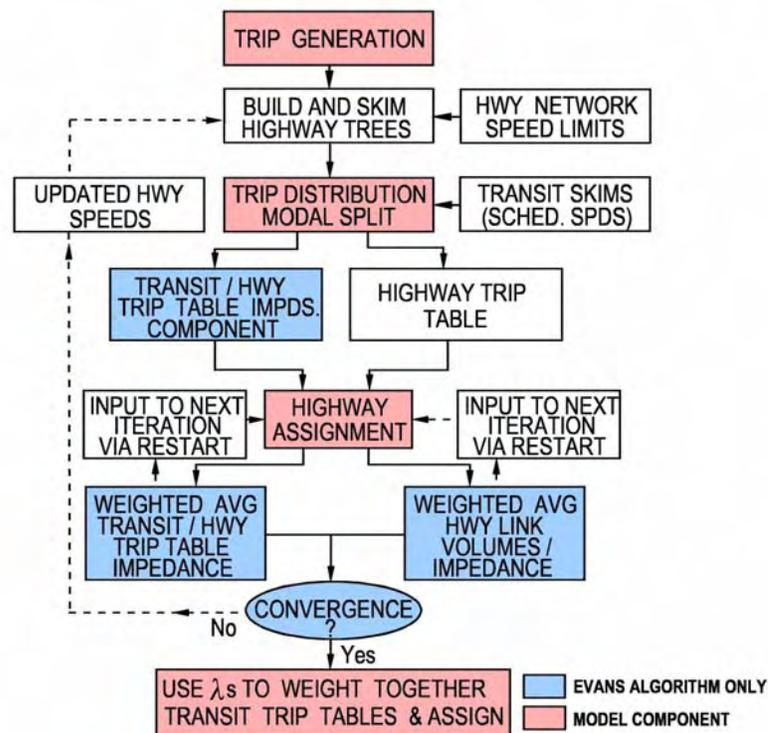 TRIP GENERATION
BUILD AND SKIM
HIGHWAY TREES
HWY NETWORK
SPEED LIMITS
UPDATED HWY
SPEEDS
TRIP DISTRIBUTION
MODAL SPLIT
TRANSIT SKIMS
(SCHED. SPDS)
TRANSIT / HWY
TRIP TABLE IMPDS.
COMPONENT
HIGHWAY TRIP
TABLE
INPUT TO NEXT
ITERATION
VIA RESTART
HIGHWAY
ASSIGNMENT
INPUT TO NEXT
ITERATION
VIA RESTART
WEIGHTED AVG
TRANSIT / HWY
TRIP TABLE
IMPEDANCE
WEIGHTED AVG
HWY LINK
VOLUMES /
IMPEDANCE
CONVERGENCE
?
No
Yes
USE λs TO WEIGHT TOGETHER
TRANSIT TRIP TABLES & ASSIGN
EVANS ALGORITHM ONLY
MODEL COMPONENT